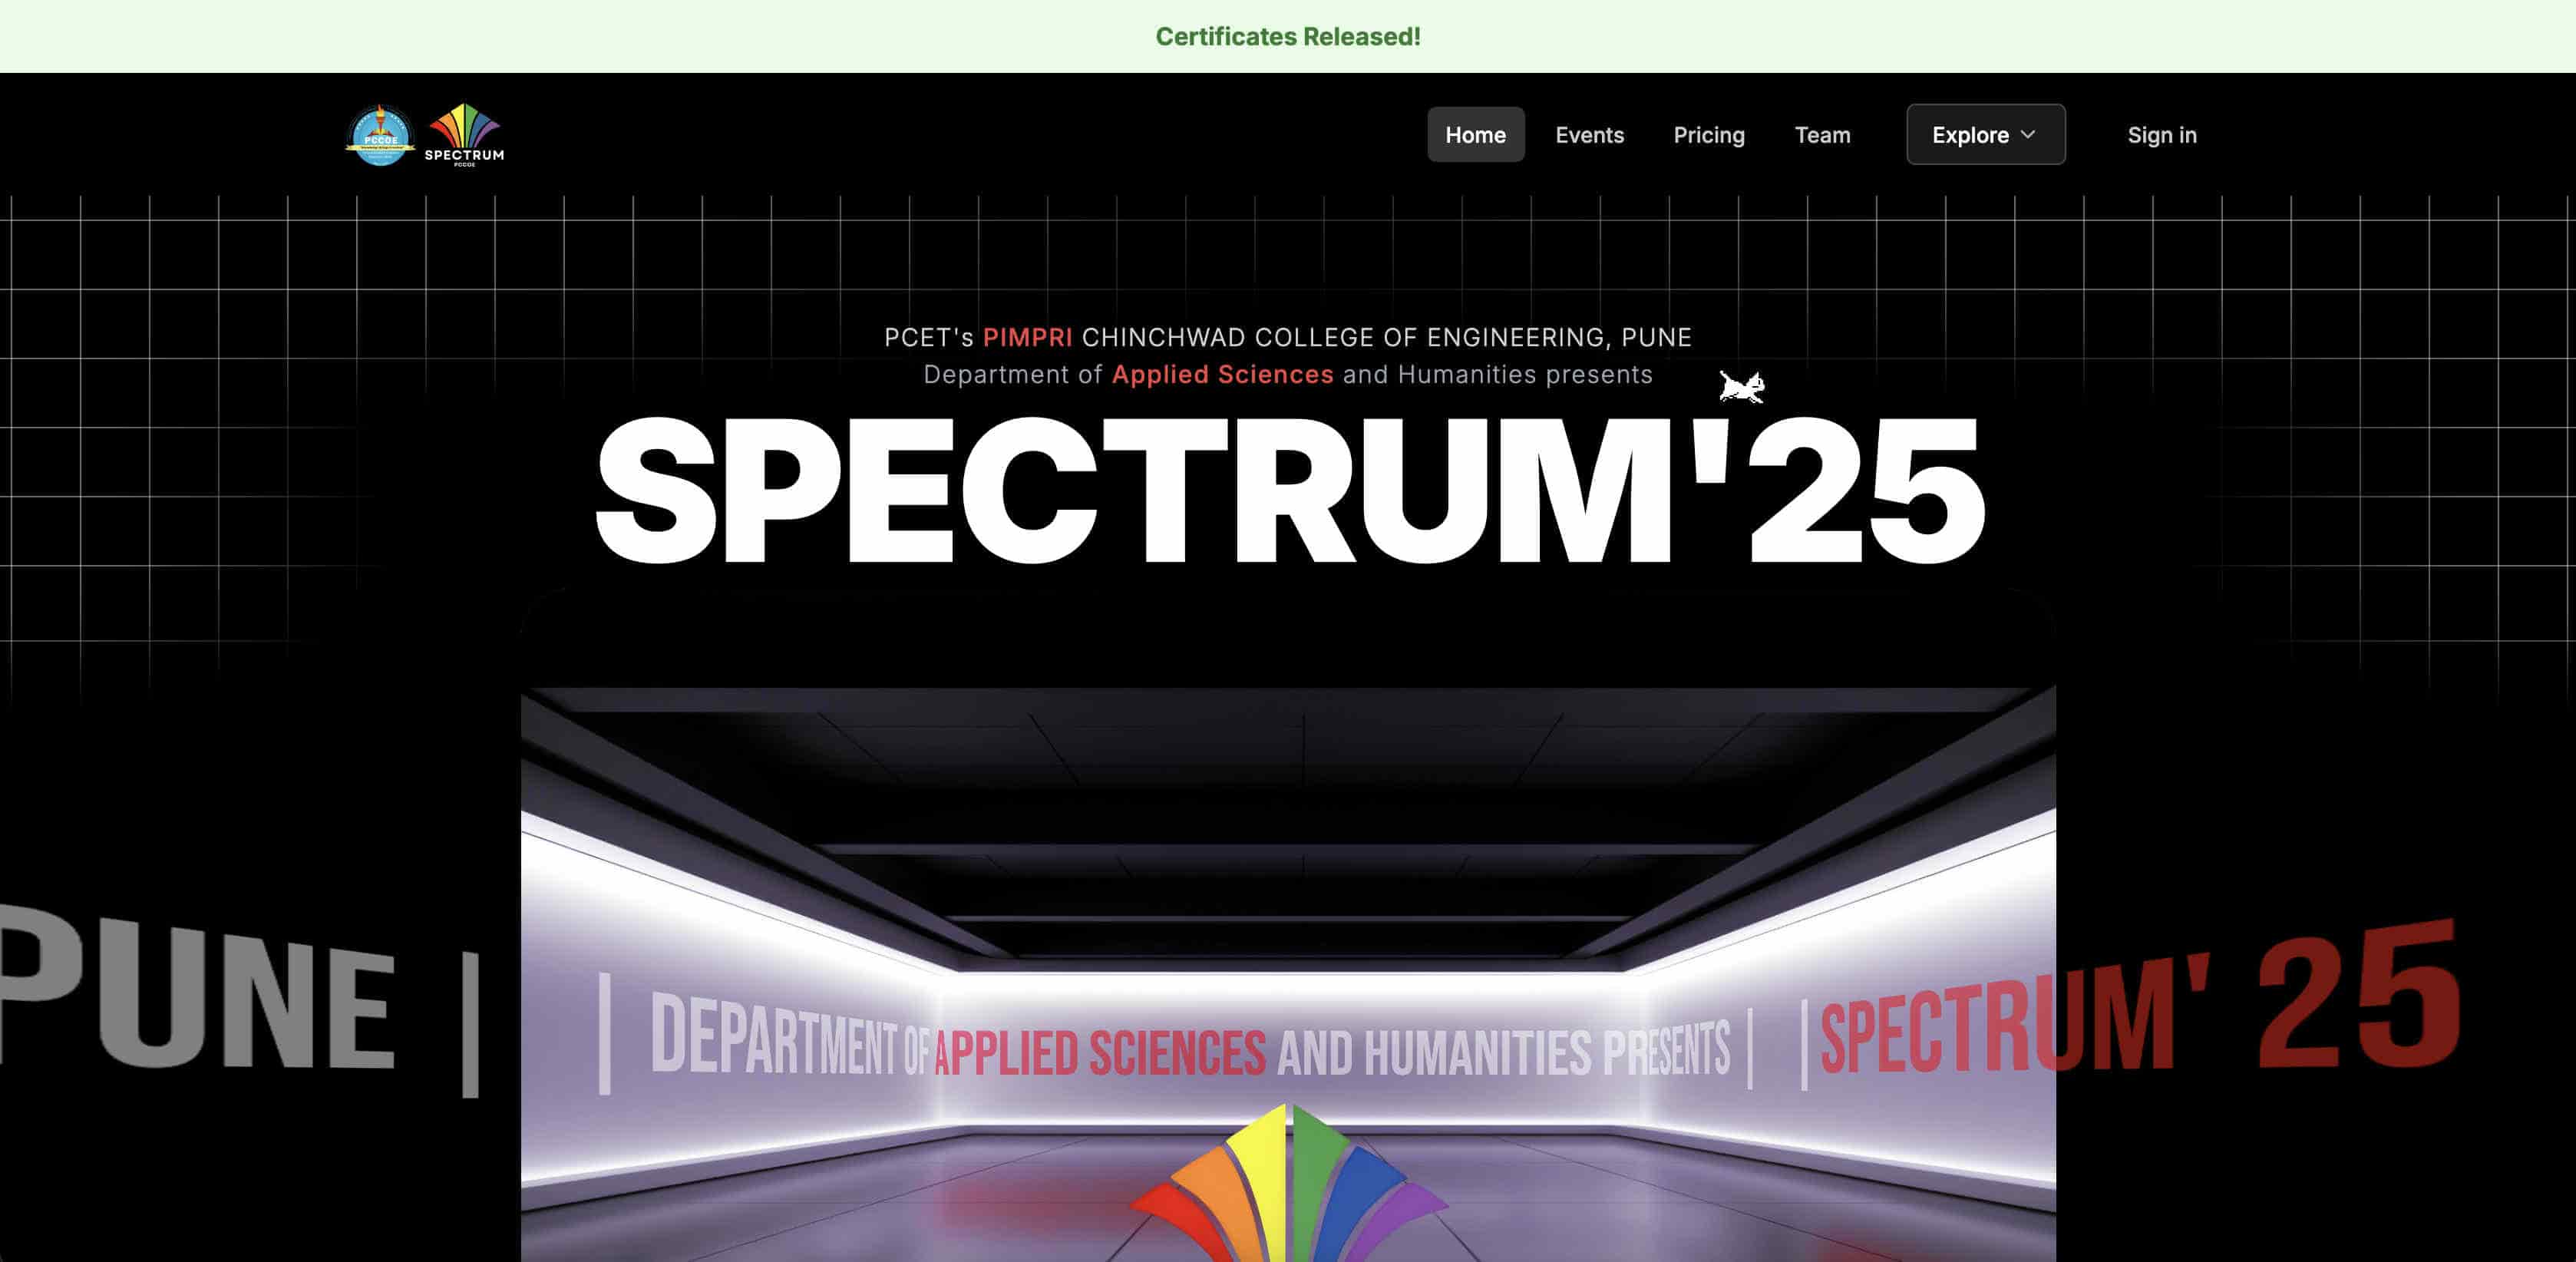 Certificates Released!
PCCOE
SPECTRUM
PCCOE
Home
Events
Pricing
Team
Explore
Sign in
PCET's PIMPRI CHINCHWAD COLLEGE OF ENGINEERING, PUNE
Department of Applied Sciences and Humanities presents
SPECTRUM'25
PUNE |
| DEPARTMENT OF APPLIED SCIENCES AND HUMANITIES PRESENTS |
| SPECTRUM' 25